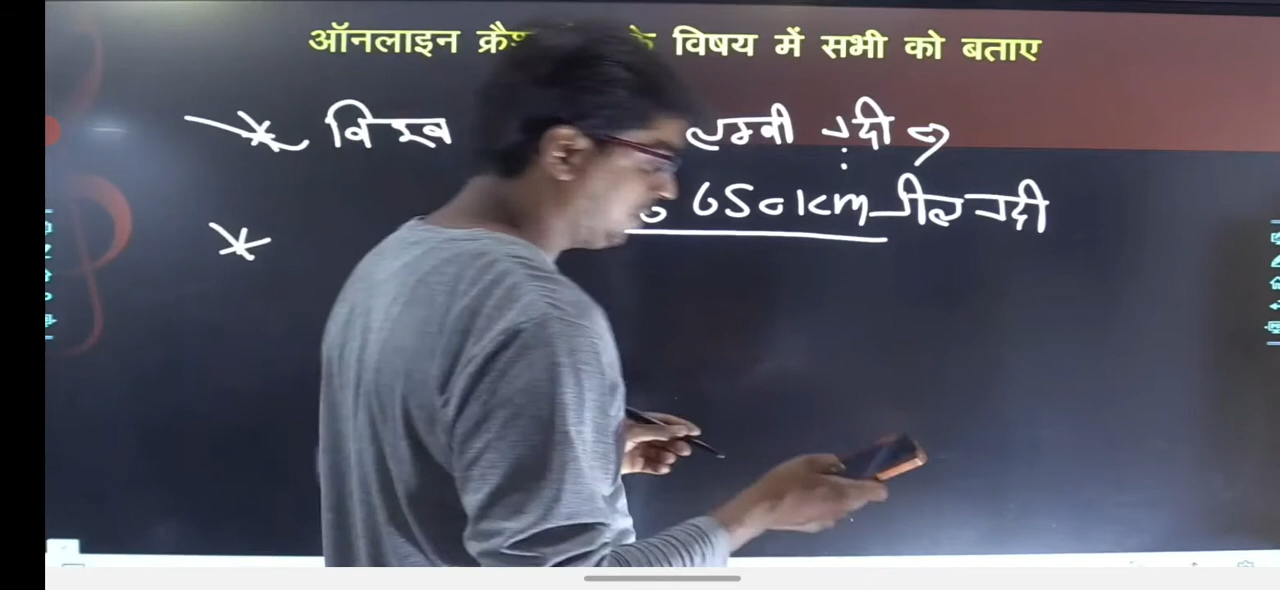 ऑनलाइन के विषय में सभी को बताए
विश्व लम्बी नदी ⇒
650km नील नदी